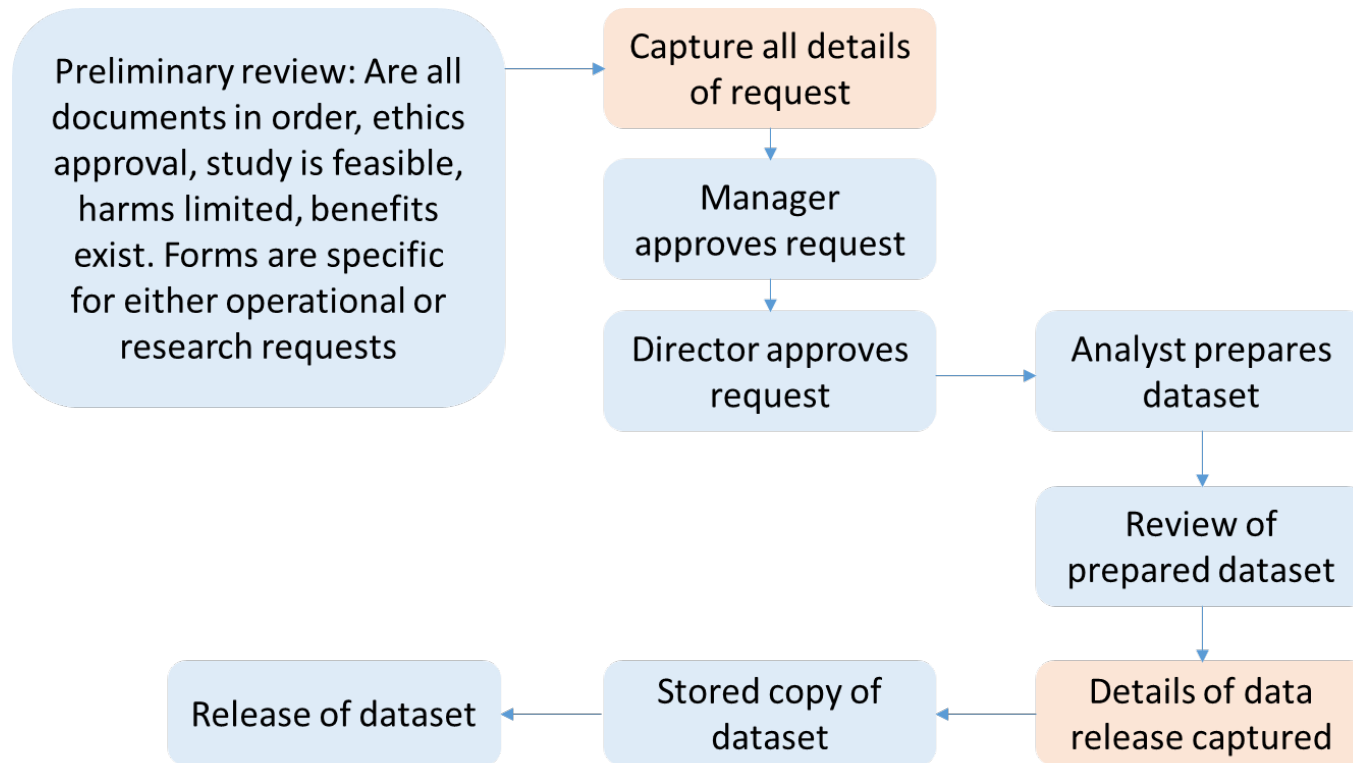 Preliminary review: Are all
documents in order, ethics
approval, study is feasible,
harms limited, benefits
exist. Forms are specific
for either operational or
research requests
Capture all details
of request
Manager
approves request
Director approves
request
Analyst prepares
dataset
Review of
prepared dataset
Details of data
release captured
Stored copy of
dataset
Release of dataset